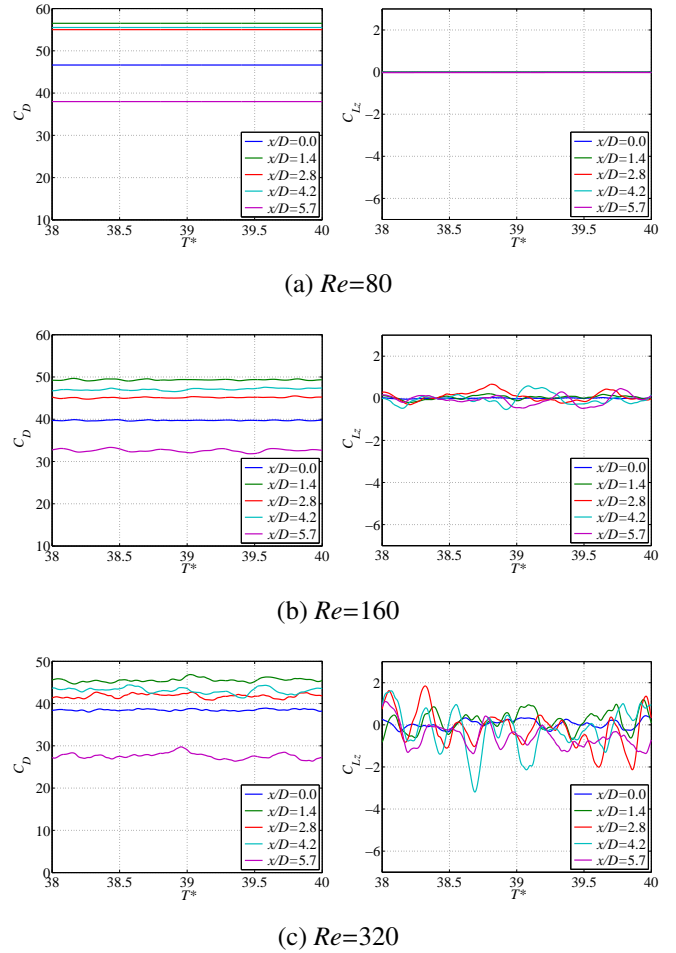 60
50
40
30
20
10
C_D
38
38.5
39
39.5
40
T*
x/D=0.0
x/D=1.4
x/D=2.8
x/D=4.2
x/D=5.7
2
0
−2
−4
−6
C_Lz
38
38.5
39
39.5
40
T*
x/D=0.0
x/D=1.4
x/D=2.8
x/D=4.2
x/D=5.7
(a) Re=80
60
50
40
30
20
10
C_D
38
38.5
39
39.5
40
T*
x/D=0.0
x/D=1.4
x/D=2.8
x/D=4.2
x/D=5.7
2
0
−2
−4
−6
C_Lz
38
38.5
39
39.5
40
T*
x/D=0.0
x/D=1.4
x/D=2.8
x/D=4.2
x/D=5.7
(b) Re=160
50
40
30
20
10
0
C_D
38
38.5
39
39.5
40
T*
x/D=0.0
x/D=1.4
x/D=2.8
x/D=4.2
x/D=5.7
2
0
−2
−4
−6
C_Lz
38
38.5
39
39.5
40
T*
x/D=0.0
x/D=1.4
x/D=2.8
x/D=4.2
x/D=5.7
(c) Re=320